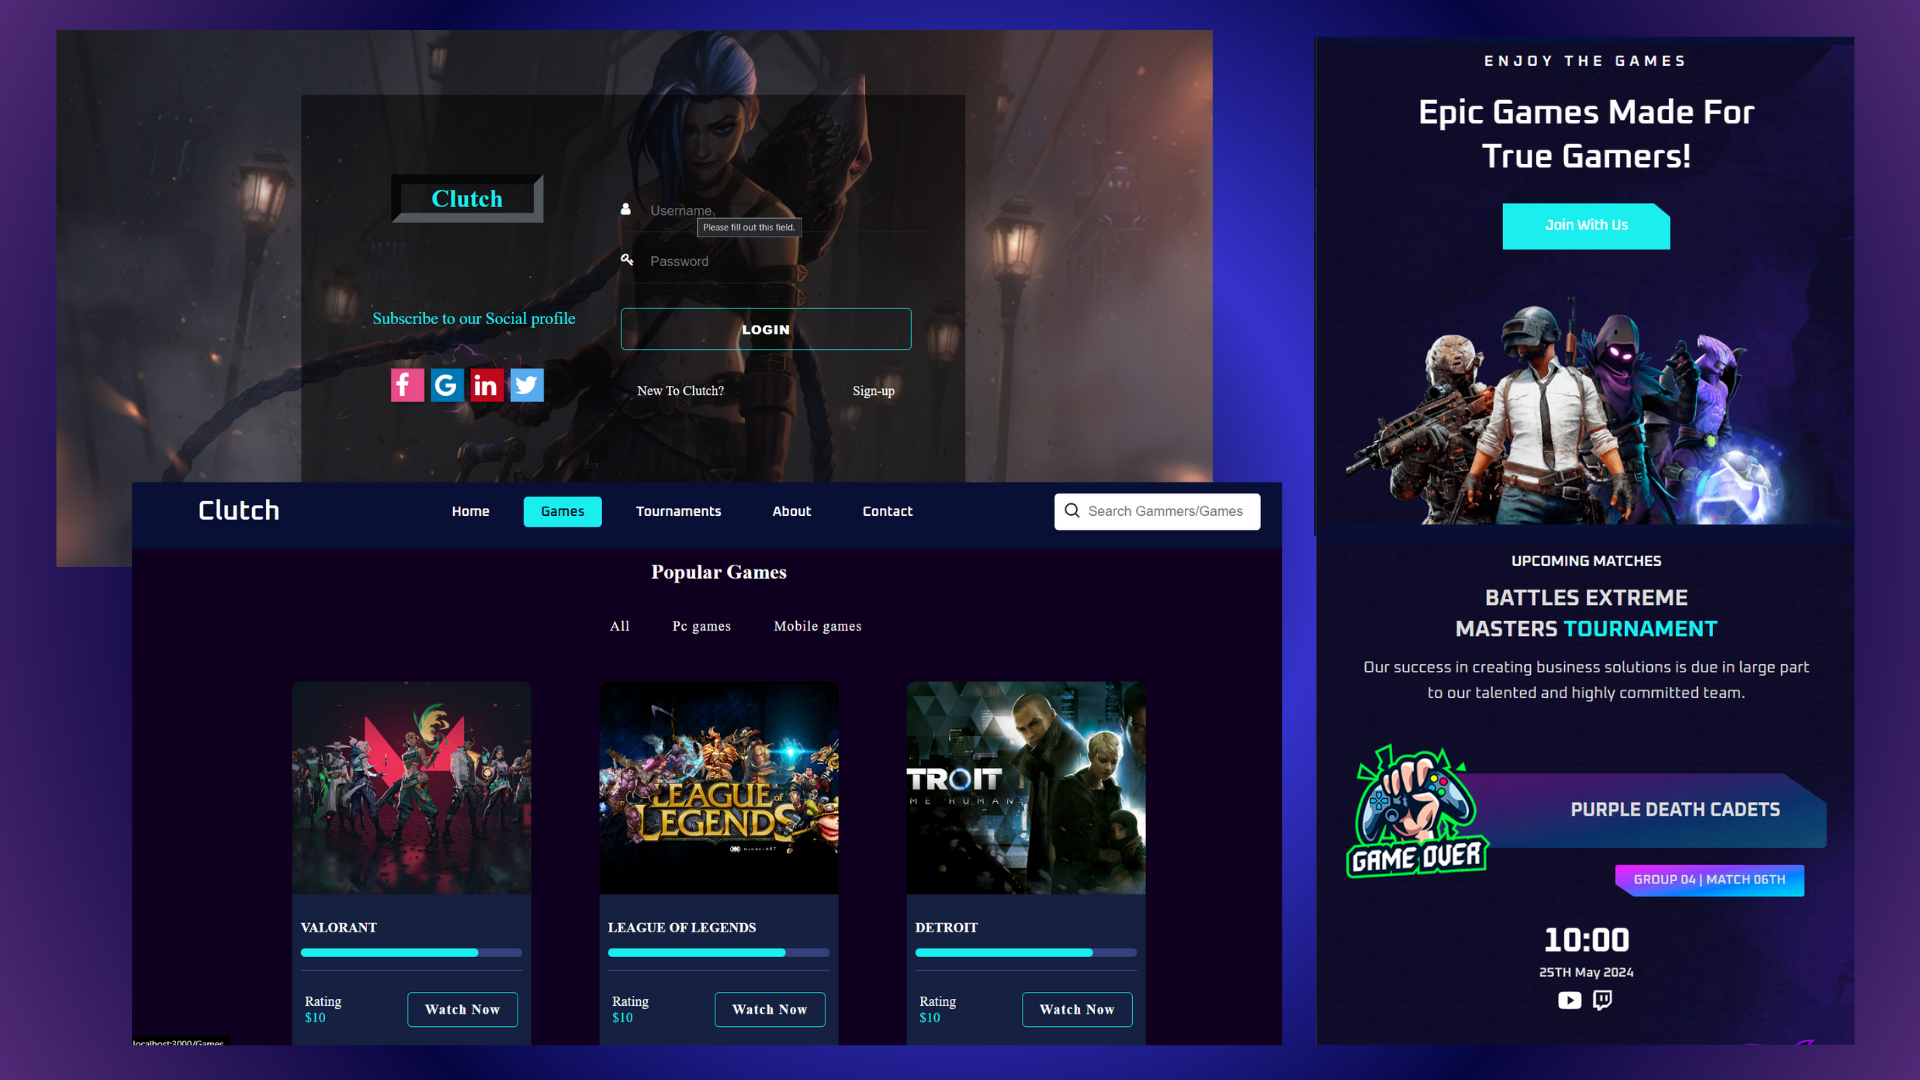 Clutch
Username
Please fill out this field.
Password
Subscribe to our Social profile
LOGIN
f G in
New To Clutch? Sign-up
Clutch Home Games Tournaments About Contact Search Gammers/Games
Popular Games
All Pc games Mobile games
LEAGUE of
LEGENDS
TROIT
ME HUMAN
VALORANT LEAGUE OF LEGENDS DETROIT
Rating Watch Now Rating Watch Now Rating Watch Now
$10 $10 $10
localhost:3000/Games
ENJOY THE GAMES
Epic Games Made For
True Gamers!
Join With Us
UPCOMING MATCHES
BATTLES EXTREME
MASTERS TOURNAMENT
Our success in creating business solutions is due in large part
to our talented and highly committed team.
GAME OVER
PURPLE DEATH CADETS
GROUP 04 | MATCH 06TH
10:00
25TH May 2024